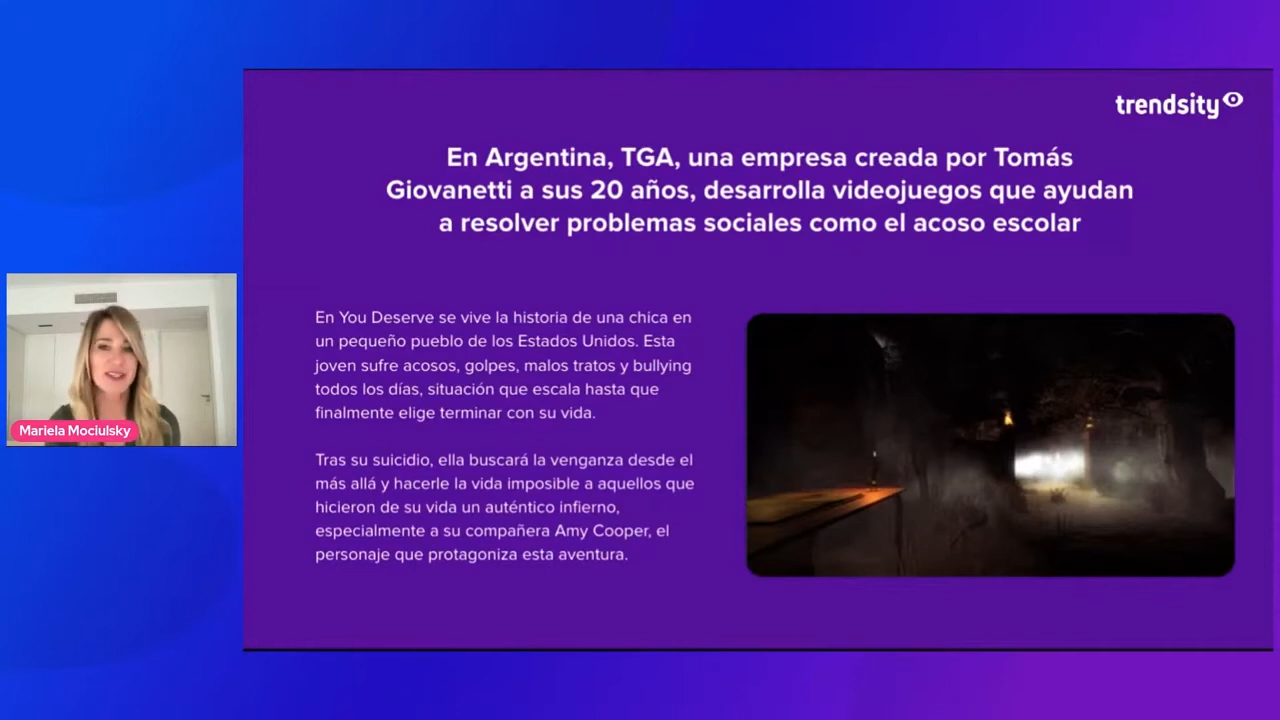 trendsity
En Argentina, TGA, una empresa creada por Tomás
Giovanetti a sus 20 años, desarrolla videojuegos que ayudan
a resolver problemas sociales como el acoso escolar
En You Deserve se vive la historia de una chica en
un pequeño pueblo de los Estados Unidos. Esta
joven sufre acosos, golpes, malos tratos y bullying
todos los días, situación que escala hasta que
finalmente elige terminar con su vida.
Tras su suicidio, ella buscará la venganza desde el
más allá y hacerle la vida imposible a aquellos que
hicieron de su vida un auténtico infierno,
especialmente a su compañera Amy Cooper, el
personaje que protagoniza esta aventura.
Mariela Mociulsky